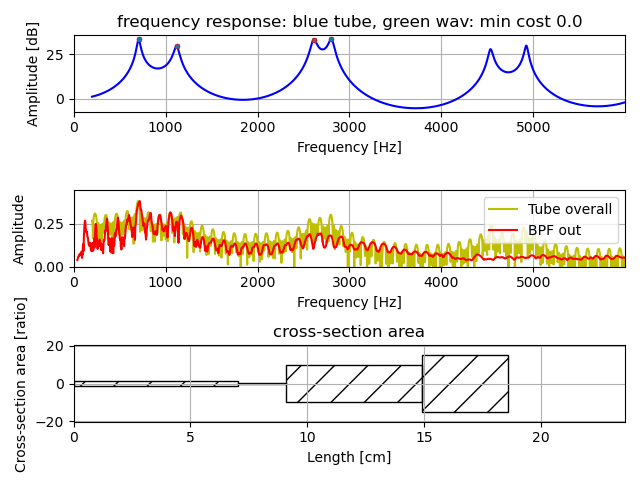 frequency response: blue tube, green wav: min cost 0.0
Amplitude [dB]
25
0
0 1000 2000 3000 4000 5000
Frequency [Hz]
Amplitude
0.25
0.00
Tube overall
BPF out
0 1000 2000 3000 4000 5000
Frequency [Hz]
cross-section area
Cross-section area [ratio]
20
0
−20
0 5 10 15 20
Length [cm]